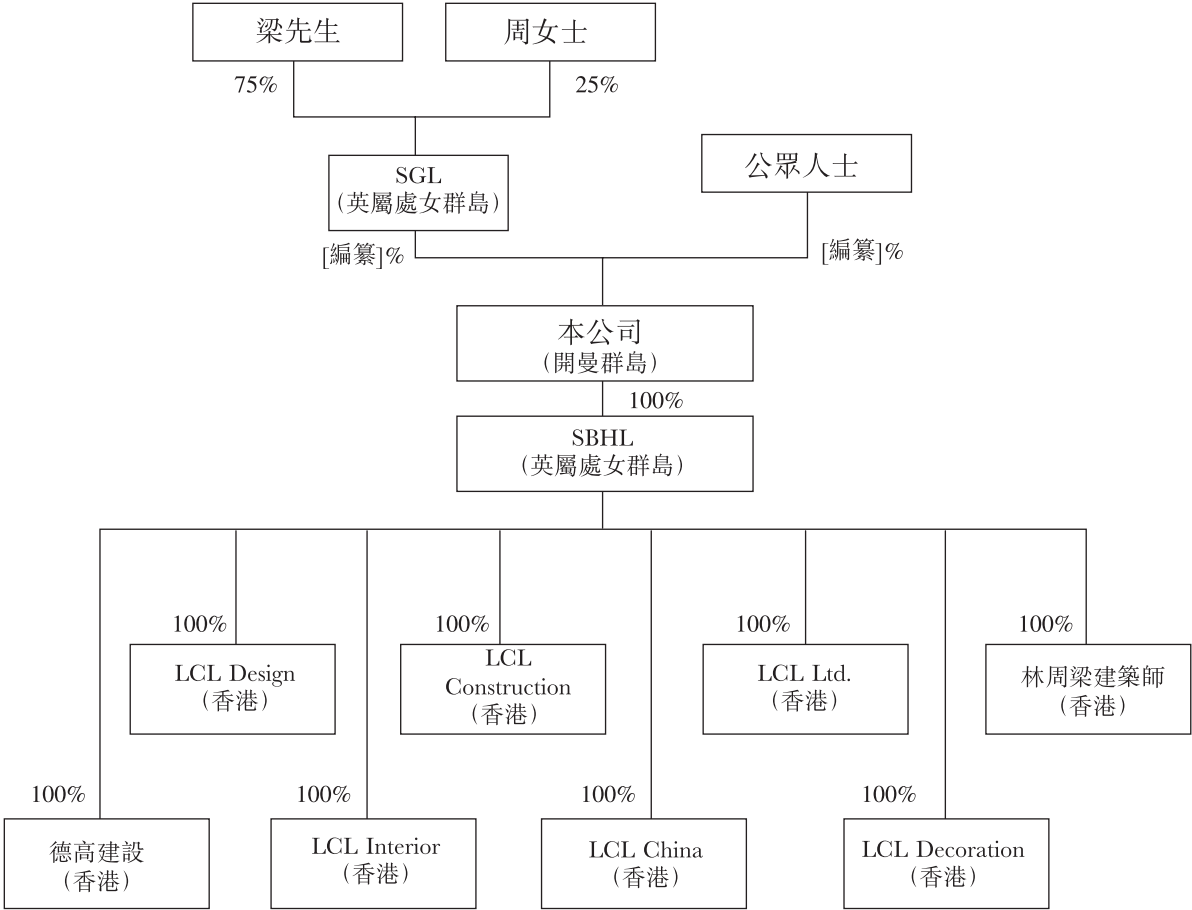 梁先生
周女士
75%
25%
SGL
(英屬處女群島)
公眾人士
[編纂]%
[編纂]%
本公司
(開曼群島)
100%
SBHL
(英屬處女群島)
100%
100%
100%
100%
LCL Design
(香港)
LCL
Construction
(香港)
LCL Ltd.
(香港)
林周梁建築師
(香港)
100%
100%
100%
100%
德高建設
(香港)
LCL Interior
(香港)
LCL China
(香港)
LCL Decoration
(香港)